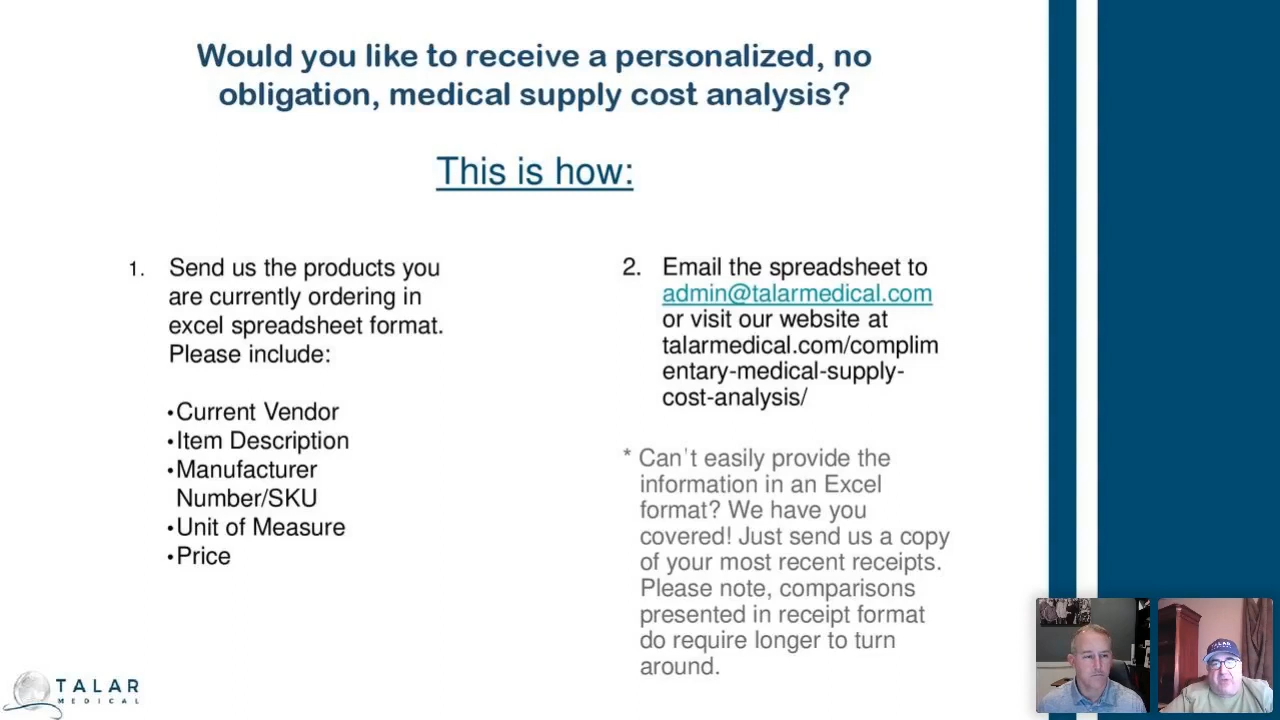 Would you like to receive a personalized, no
obligation, medical supply cost analysis?
This is how:
1. Send us the products you
are currently ordering in
excel spreadsheet format.
Please include:
•Current Vendor
•Item Description
•Manufacturer
Number/SKU
•Unit of Measure
•Price
2. Email the spreadsheet to
admin@talarmedical.com
or visit our website at
talarmedical.com/complim
entary-medical-supply-
cost-analysis/
* Can't easily provide the
information in an Excel
format? We have you
covered! Just send us a copy
of your most recent receipts.
Please note, comparisons
presented in receipt format
do require longer to turn
around.
TALAR
MEDICAL
TALAR